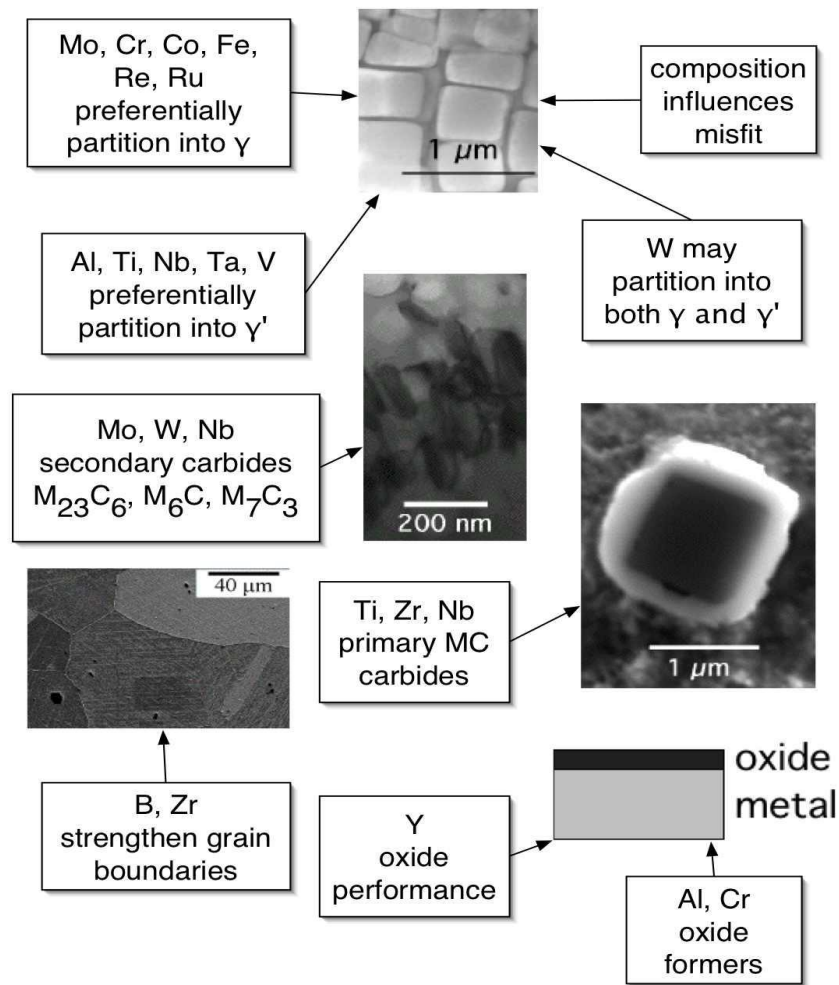 Mo, Cr, Co, Fe,
Re, Ru
preferentially
partition into γ
1 μm
composition
influences
misfit
Al, Ti, Nb, Ta, V
preferentially
partition into γ'
W may
partition into
both γ and γ'
Mo, W, Nb
secondary carbides
M23C6, M6C, M7C3
200 nm
40 μm
Ti, Zr, Nb
primary MC
carbides
1 μm
B, Zr
strengthen grain
boundaries
Y
oxide
performance
oxide
metal
Al, Cr
oxide
formers